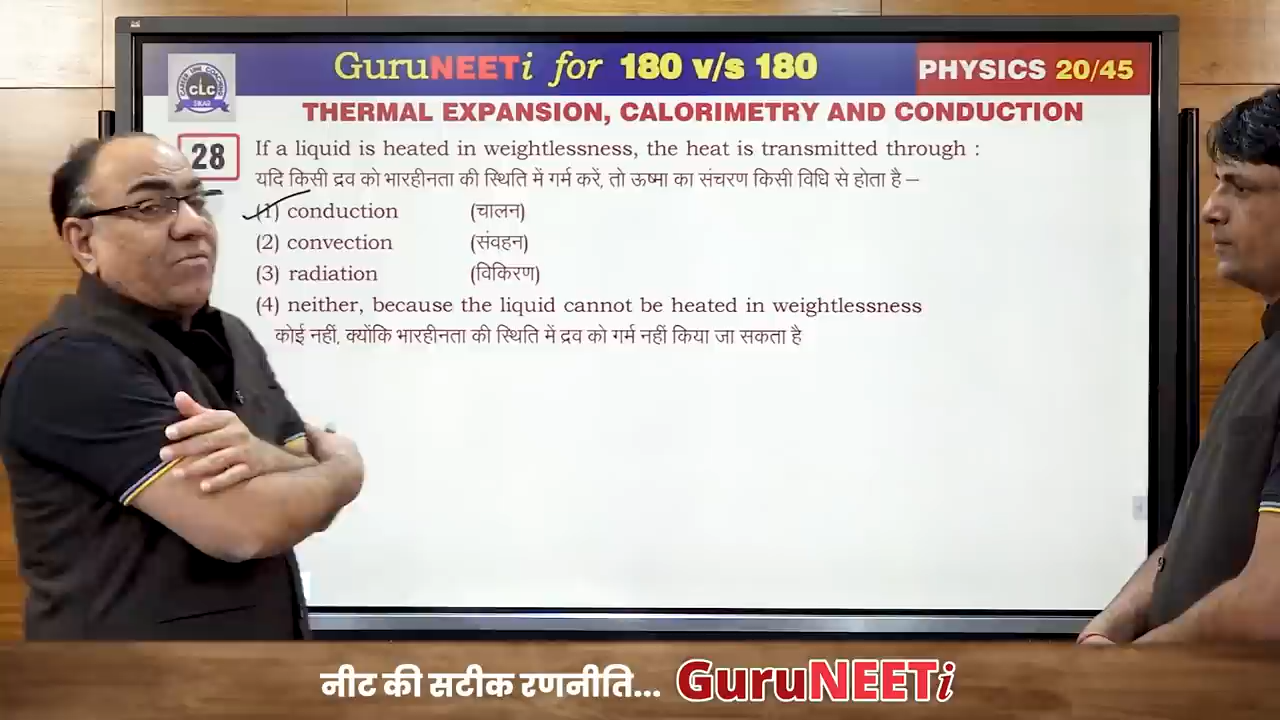 GuruNEETi for 180 v/s 180
PHYSICS 20/45
CLC
SIKAR
THERMAL EXPANSION, CALORIMETRY AND CONDUCTION
28
If a liquid is heated in weightlessness, the heat is transmitted through :
यदि किसी द्रव को भारहीनता की स्थिति में गर्म करें, तो ऊष्मा का संचरण किसी विधि से होता है –
(1) conduction (चालन)
(2) convection (संवहन)
(3) radiation (विकिरण)
(4) neither, because the liquid cannot be heated in weightlessness
कोई नहीं, क्योंकि भारहीनता की स्थिति में द्रव को गर्म नहीं किया जा सकता है
नीट की सटीक रणनीति... GuruNEETi